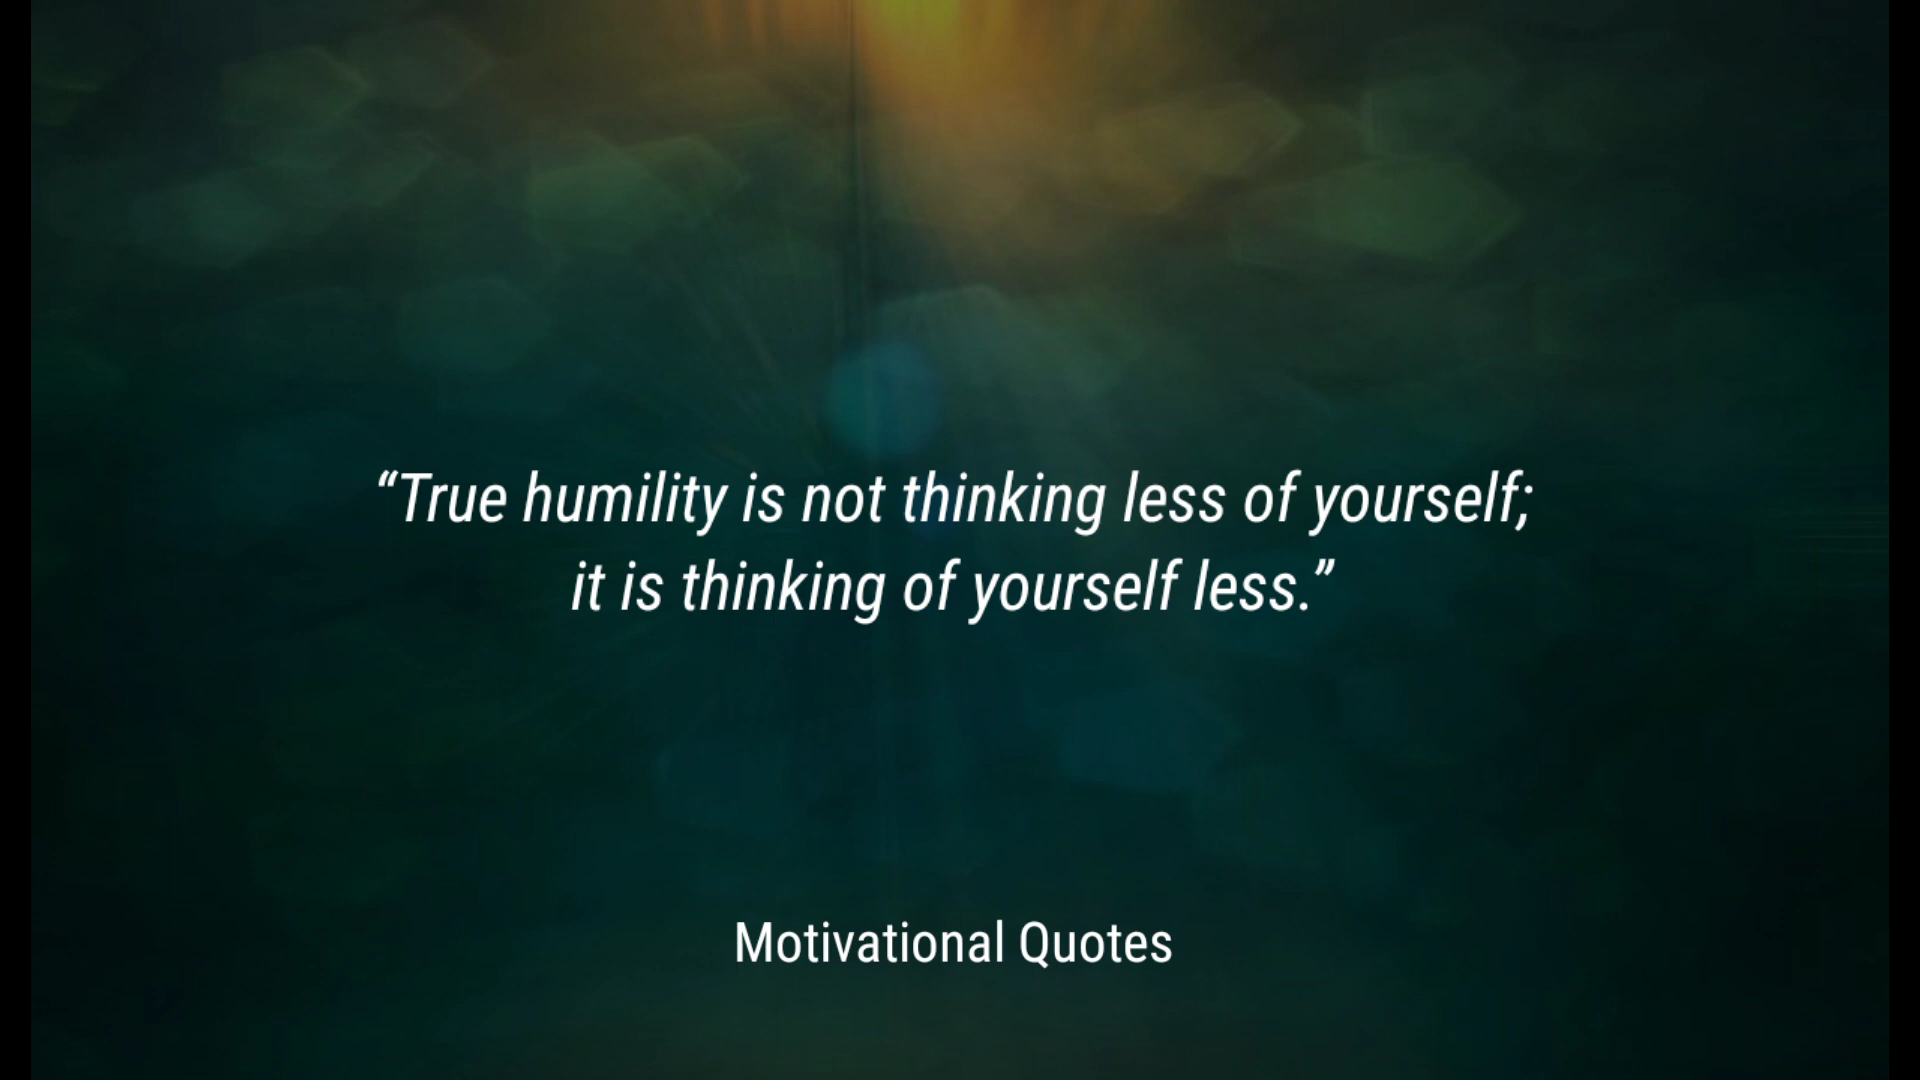 “True humility is not thinking less of yourself;
it is thinking of yourself less.”
Motivational Quotes